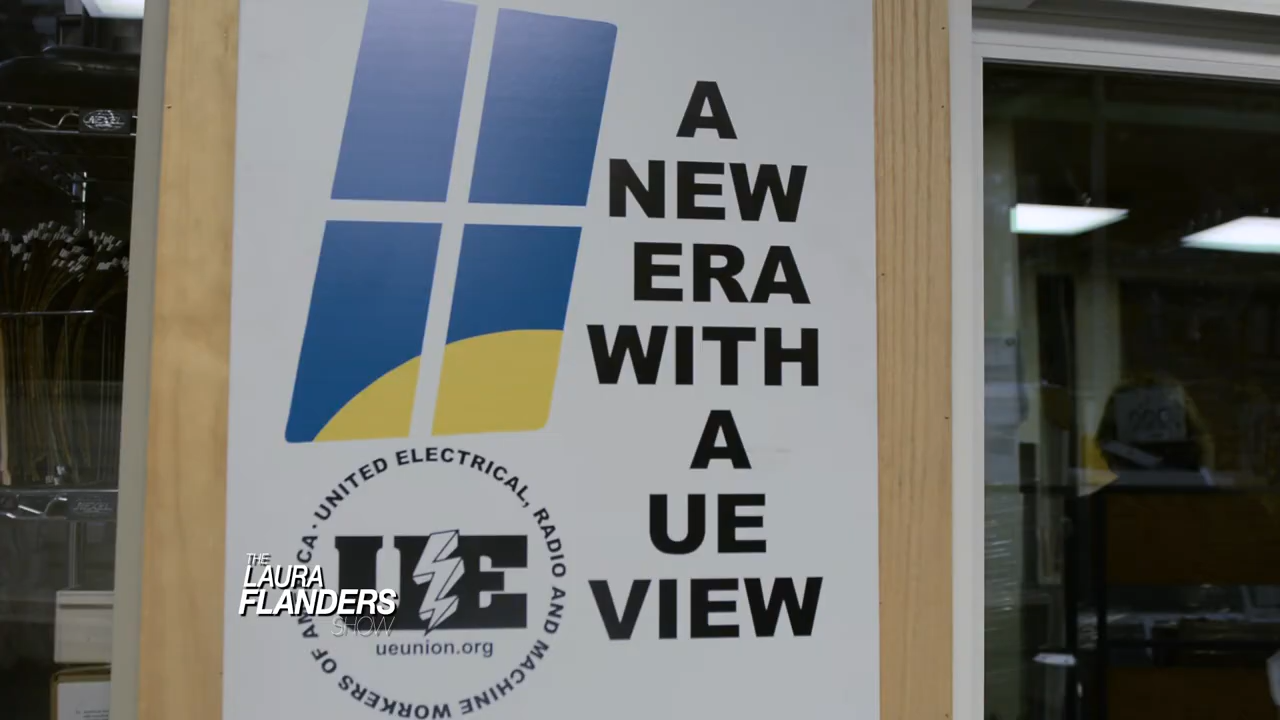 A
NEW
ERA
WITH
A
UE
VIEW
· UNITED ELECTRICAL, RADIO AND MACHINE WORKERS OF AMERICA
UE
ueunion.org
THE
LAURA
FLANDERS
SHOW